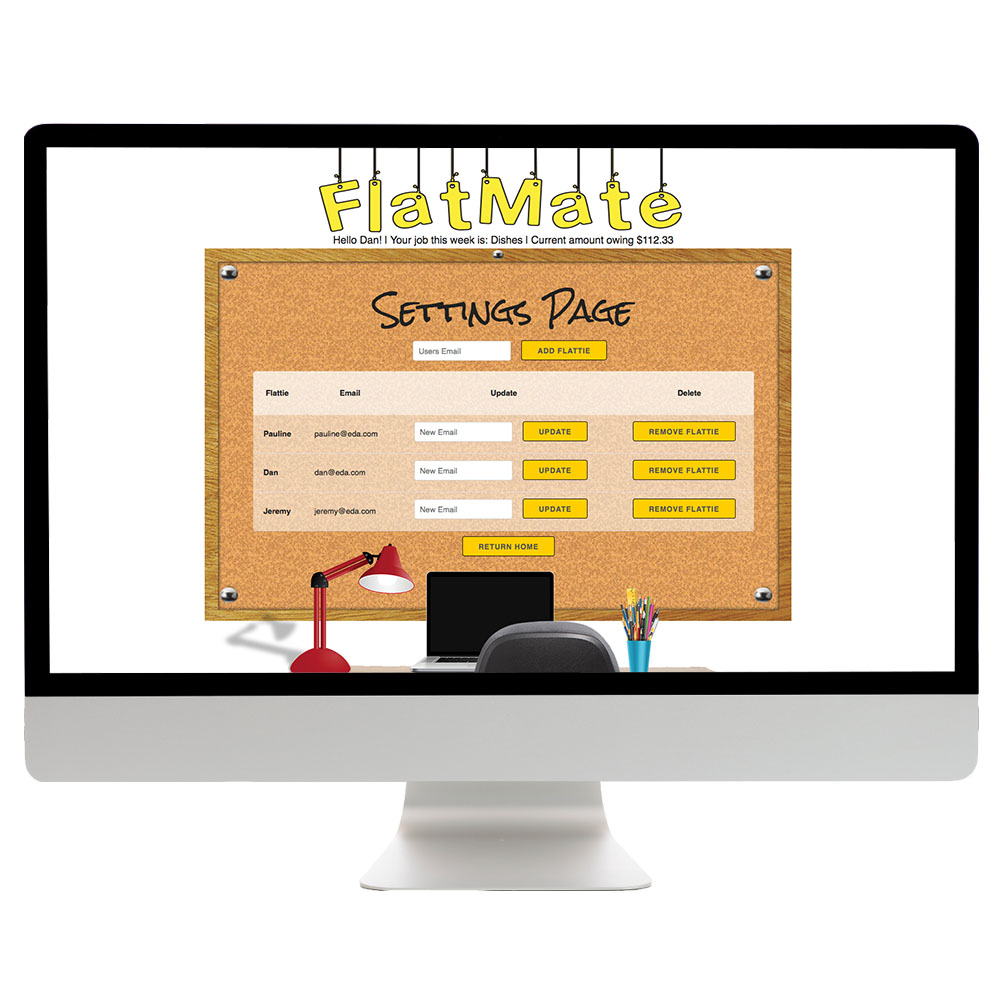 FlatMate
Hello Dan! | Your job this week is: Dishes | Current amount owing $112.33
Settings Page
Users Email ADD FLATTIE
Flattie Email Update Delete
Pauline pauline@eda.com New Email UPDATE REMOVE FLATTIE
Dan dan@eda.com New Email UPDATE REMOVE FLATTIE
Jeremy jeremy@eda.com New Email UPDATE REMOVE FLATTIE
RETURN HOME